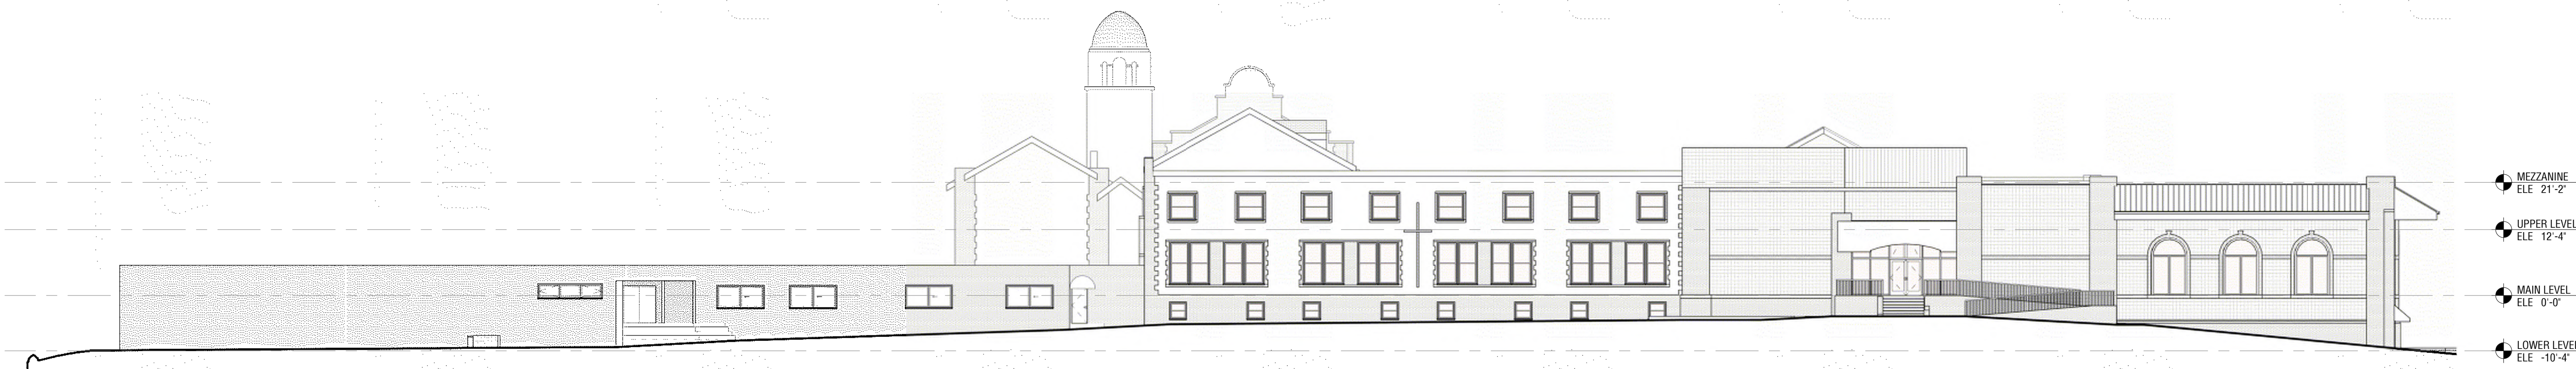 MEZZANINE
ELE 21'-2"
UPPER LEVEL
ELE 12'-4"
MAIN LEVEL
ELE 0'-0"
LOWER LEVEL
ELE -10'-4"